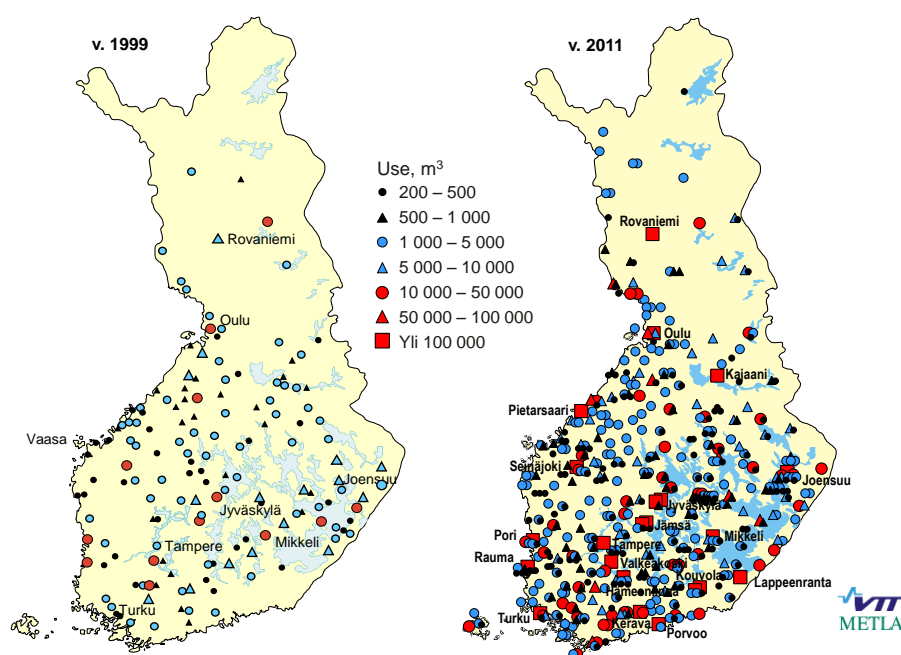 v. 1999
Rovaniemi
Oulu
Vaasa
Joensuu
Jyväskylä
Mikkeli
Tampere
Turku
Use, m³
200 – 500
500 – 1 000
1 000 – 5 000
5 000 – 10 000
10 000 – 50 000
50 000 – 100 000
Yli 100 000
v. 2011
Rovaniemi
Oulu
Kajaani
Pietarsaari
Seinäjoki
Joensuu
Jyväskylä
Jämsä
Pori
Mikkeli
Tampere
Rauma
Valkeakoski
Kouvola
Lappeenranta
Hämeenlinna
Turku
Kerava
Porvoo
VTT
METLA